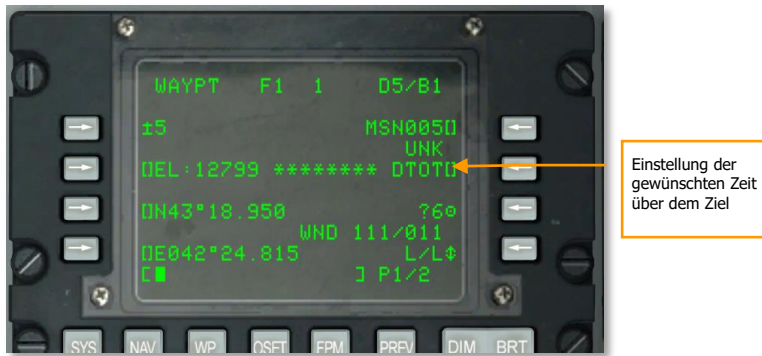 WAYPT F1 1 D5/B1
±5 MSN005[]
UNK
[]EL:12799 ******** DTOT[]
[]N43°18.950 ?6⊙
WND 111/011
[]E042°24.815 L/L↕
[ ] P1/2
SYS NAV WP OSET FPM PREV DIM BRT
Einstellung der
gewünschten Zeit
über dem Ziel